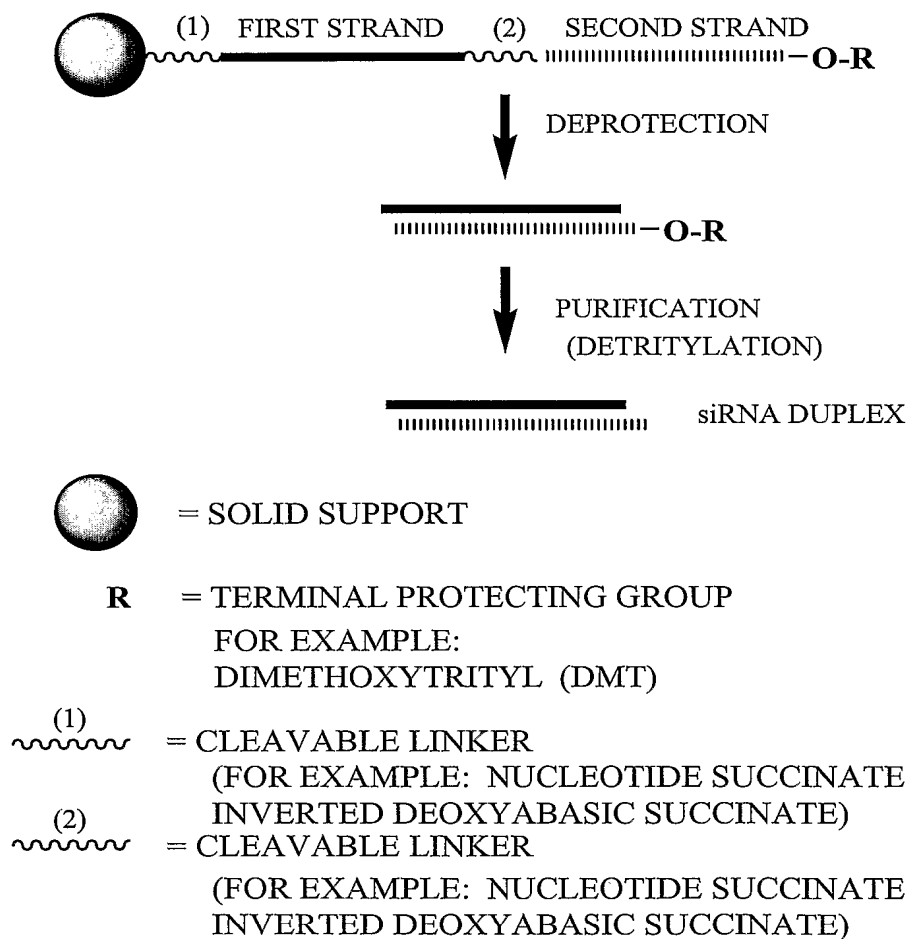 (1) FIRST STRAND (2) SECOND STRAND
O-R
DEPROTECTION
O-R
PURIFICATION
(DETRITYLATION)
siRNA DUPLEX
= SOLID SUPPORT
R = TERMINAL PROTECTING GROUP
FOR EXAMPLE:
DIMETHOXYTRITYL (DMT)
(1)
= CLEAVABLE LINKER
(FOR EXAMPLE: NUCLEOTIDE SUCCINATE
INVERTED DEOXYABASIC SUCCINATE)
(2)
= CLEAVABLE LINKER
(FOR EXAMPLE: NUCLEOTIDE SUCCINATE
INVERTED DEOXYABASIC SUCCINATE)